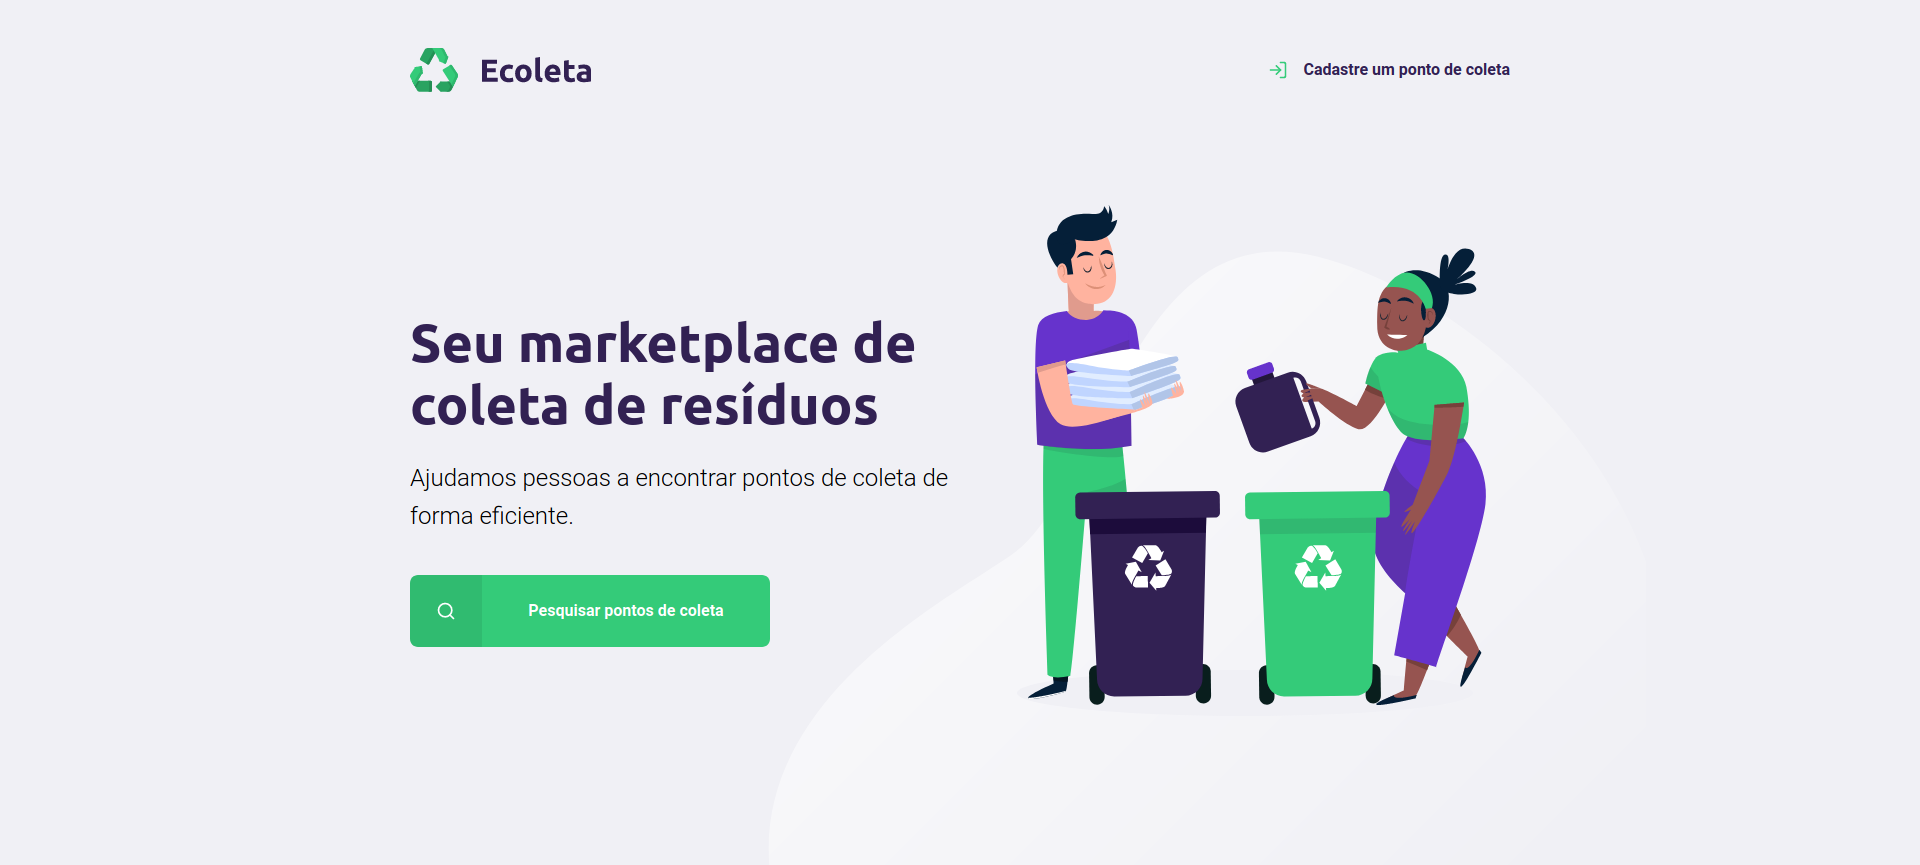 Ecoleta
Cadastre um ponto de coleta
Seu marketplace de
coleta de resíduos
Ajudamos pessoas a encontrar pontos de coleta de
forma eficiente.
Pesquisar pontos de coleta